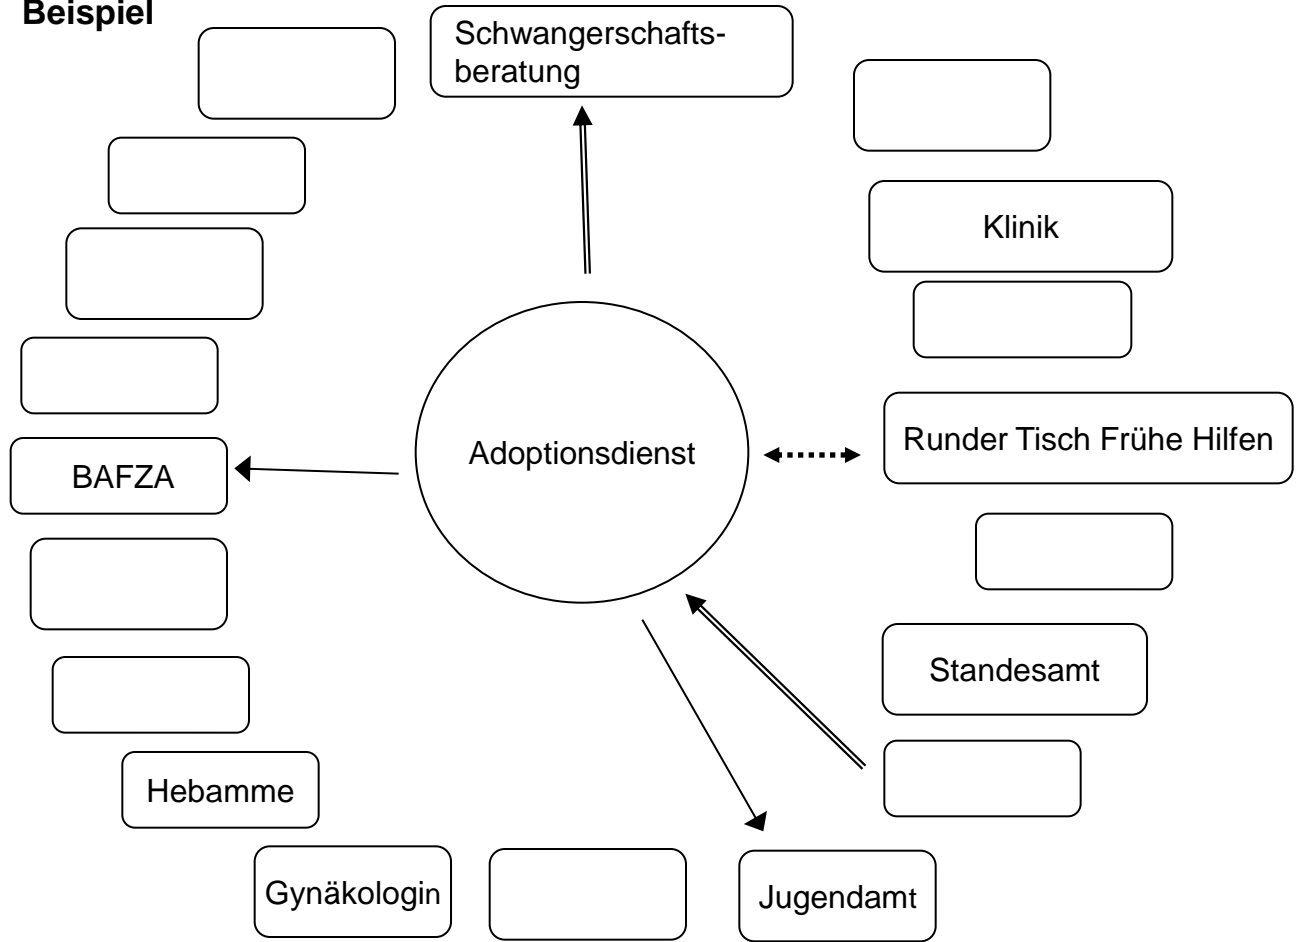 Beispiel
Schwangerschafts-
beratung
Klinik
Adoptionsdienst
Runder Tisch Frühe Hilfen
BAFZA
Standesamt
Hebamme
Gynäkologin
Jugendamt